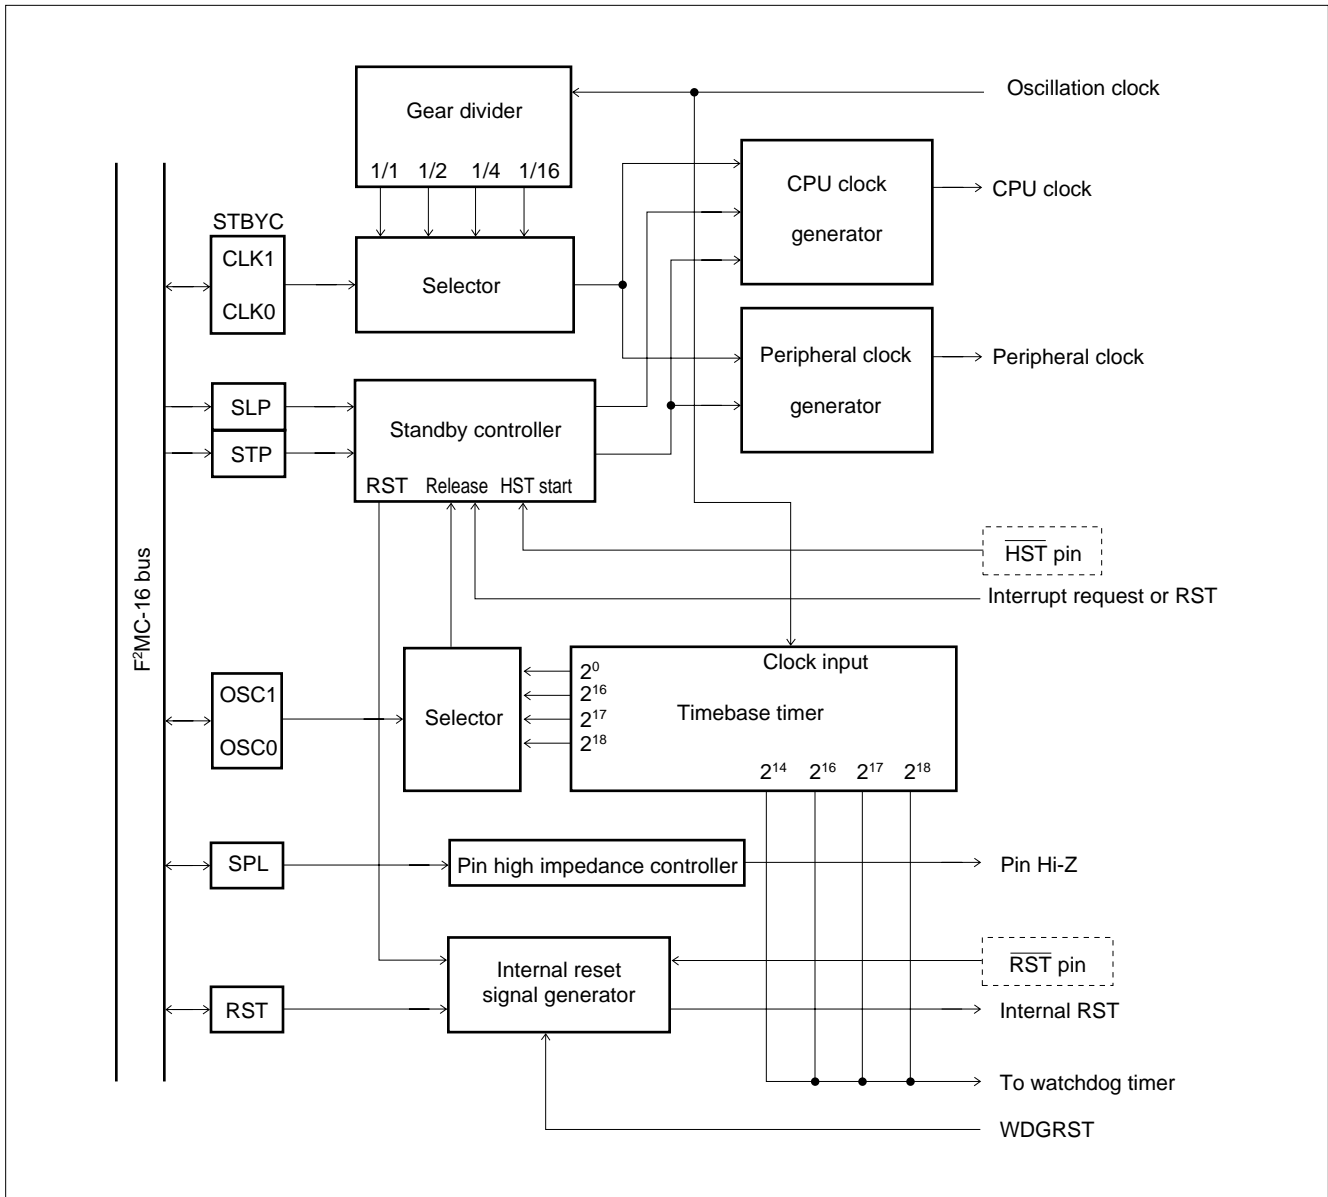 Oscillation clock
Gear divider
1/1 1/2 1/4 1/16
CPU clock
generator
CPU clock
STBYC
CLK1
CLK0
Selector
Peripheral clock
generator
Peripheral clock
SLP
STP
Standby controller
RST Release HST start
HST pin
Interrupt request or RST
F²MC-16 bus
OSC1
OSC0
Selector
Clock input
Timebase timer
2⁰
2¹⁶
2¹⁷
2¹⁸
2¹⁴ 2¹⁶ 2¹⁷ 2¹⁸
SPL
Pin high impedance controller
Pin Hi-Z
Internal reset
signal generator
RST pin
RST
Internal RST
To watchdog timer
WDGRST